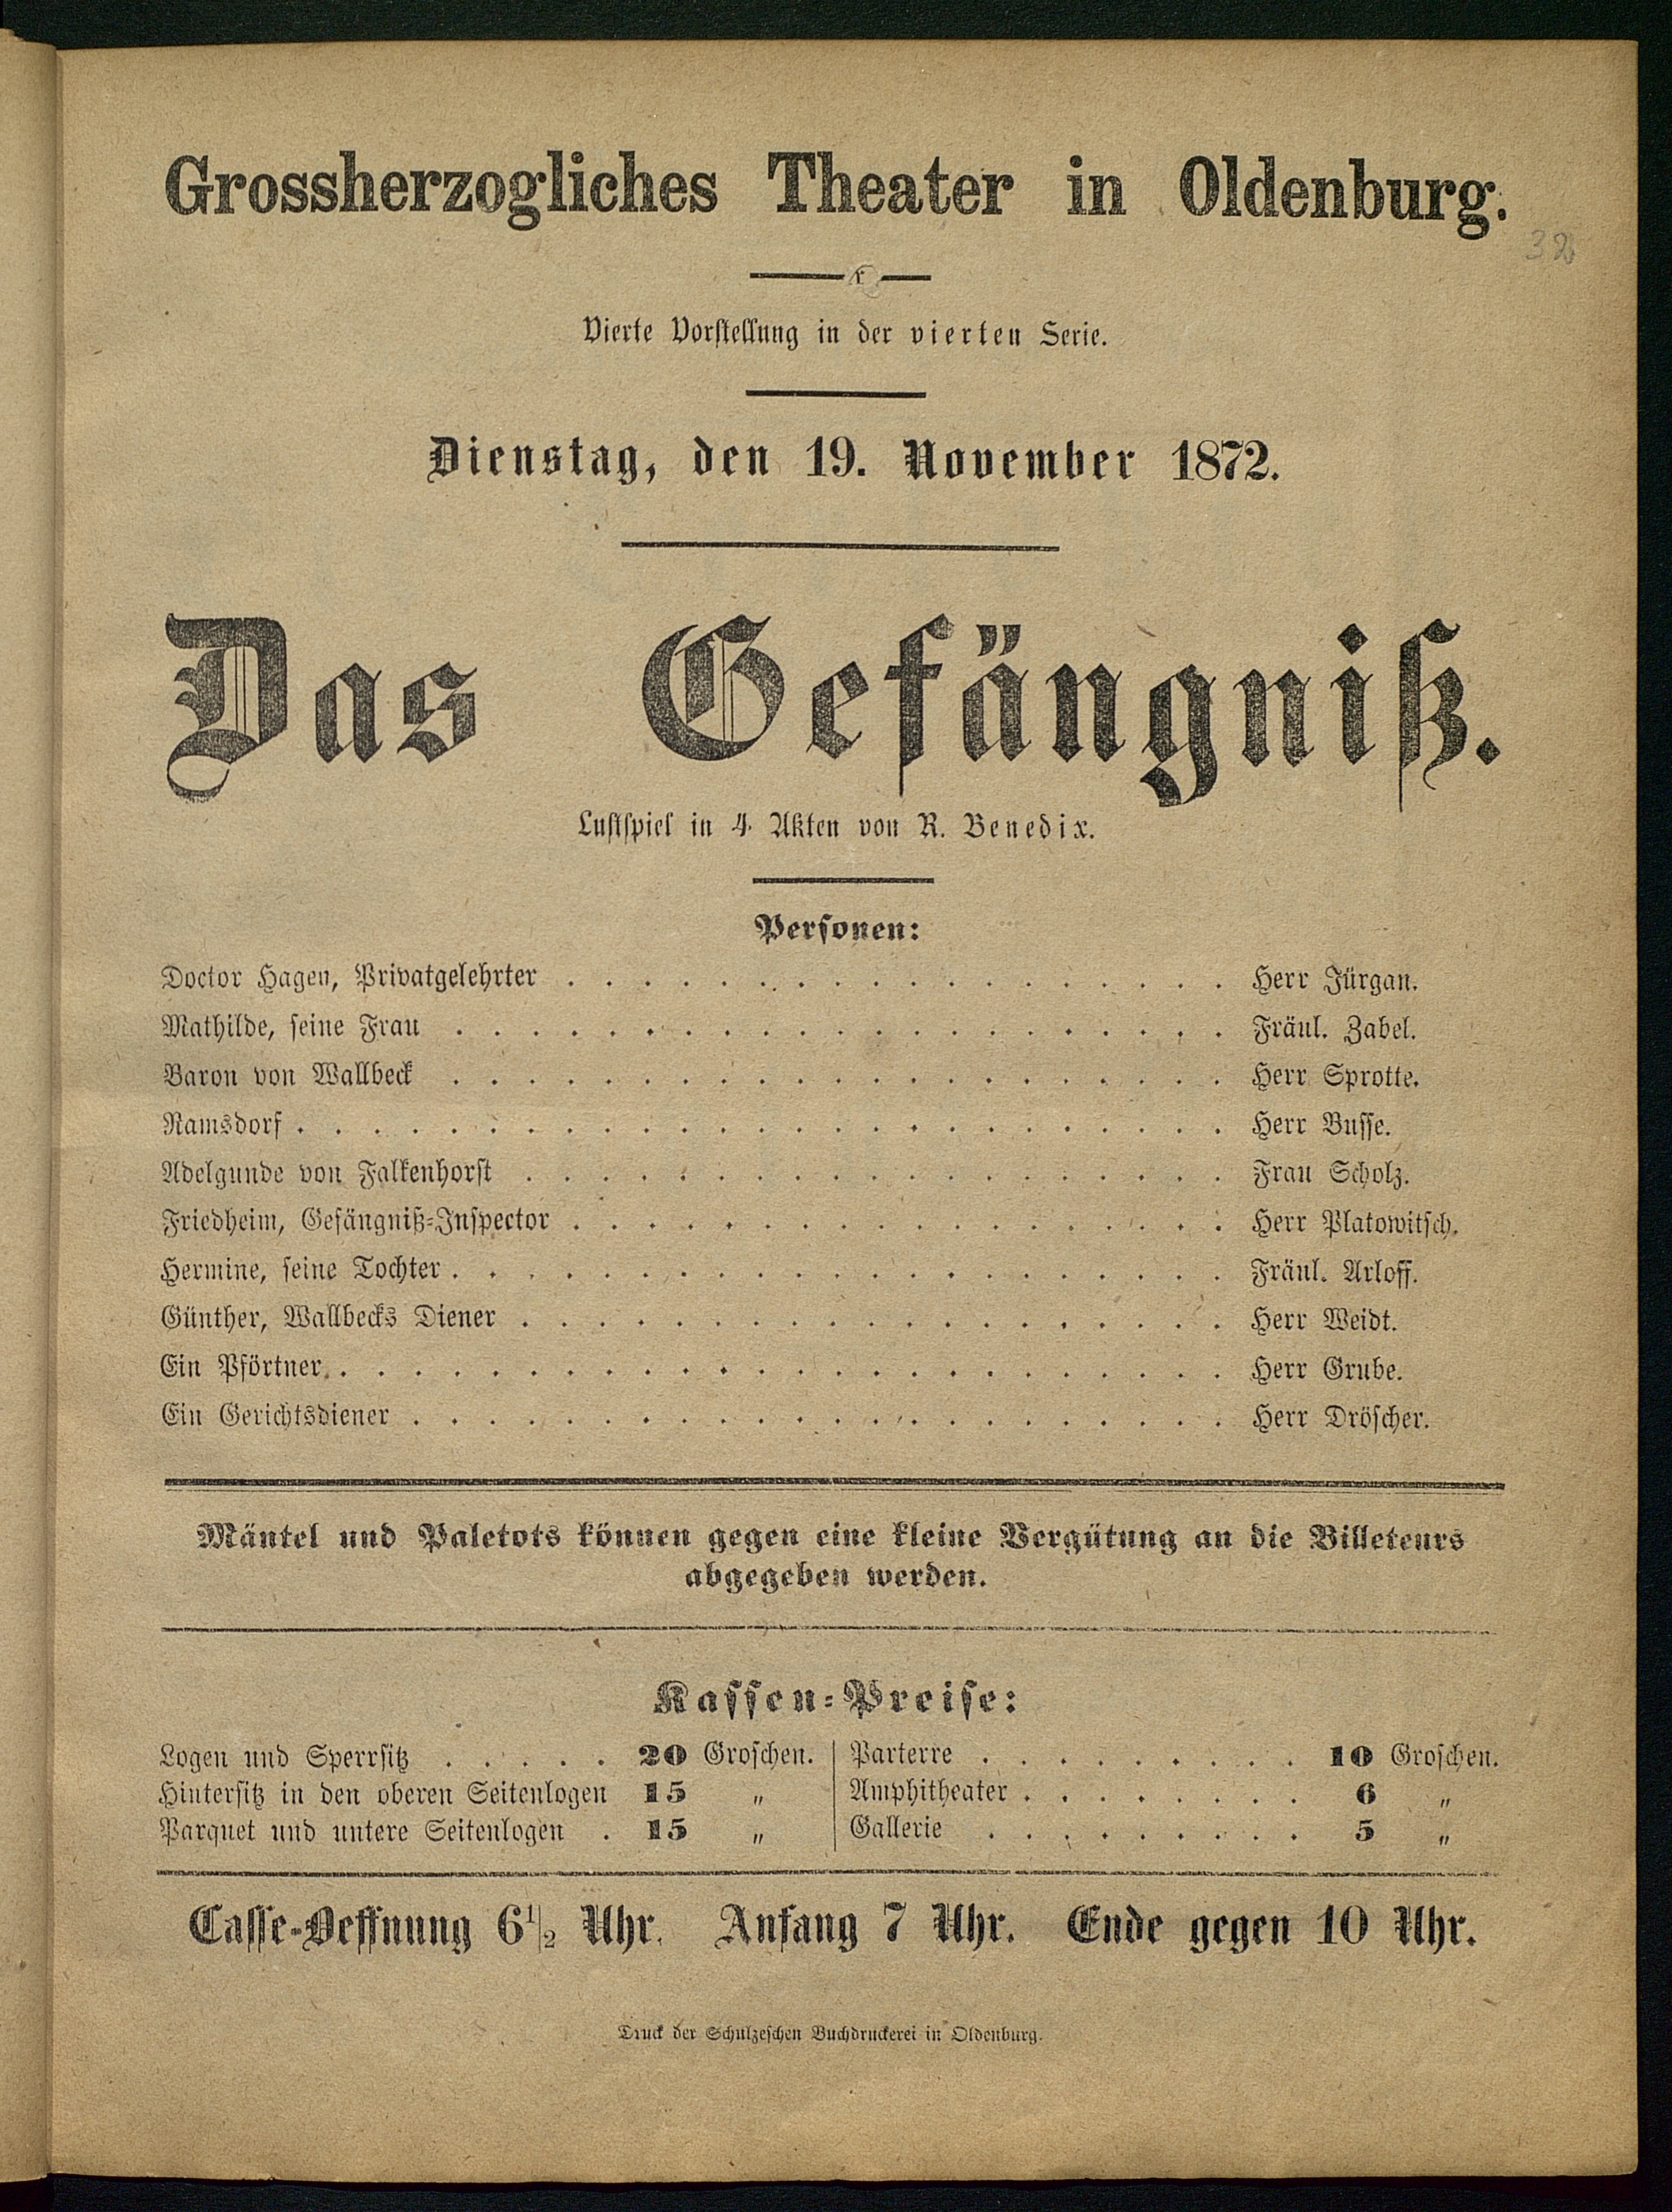 Grossherzogliches Theater in Oldenburg.
32
Vierte Vorstellung in der vierten Serie.
Dienstag, den 19. November 1872.
Das Gefängniß.
Lustspiel in 4 Akten von R. Benedix.
Personen:
Doctor Hagen, Privatgelehrter . . . . . . . . . . . . . . . . . . Herr Jürgan.
Mathilde, seine Frau . . . . . . . . . . . . . . . . . . . . . Fräul. Zabel.
Baron von Wallbeck . . . . . . . . . . . . . . . . . . . . . Herr Sprotte.
Ramsdorf . . . . . . . . . . . . . . . . . . . . . . . . . Herr Busse.
Adelgunde von Falkenhorst . . . . . . . . . . . . . . . . . . . Frau Scholz.
Friedheim, Gefängniß-Inspector . . . . . . . . . . . . . . . . . . Herr Platowitsch.
Hermine, seine Tochter . . . . . . . . . . . . . . . . . . . . . Fräul. Arloff.
Günther, Wallbecks Diener . . . . . . . . . . . . . . . . . . . Herr Weidt.
Ein Pförtner . . . . . . . . . . . . . . . . . . . . . . . . Herr Grube.
Ein Gerichtsdiener . . . . . . . . . . . . . . . . . . . . . . Herr Dröscher.
Mäntel und Paletots können gegen eine kleine Vergütung an die Billeteurs
abgegeben werden.
Kassen-Preise:
Logen und Sperrsitz . . . . . 20 Groschen.
Hintersitz in den oberen Seitenlogen 15 „
Parquet und untere Seitenlogen . 15 „
Parterre . . . . . . . . . 10 Groschen.
Amphitheater . . . . . . . . 6 „
Gallerie . . . . . . . . . 5 „
Casse-Oeffnung 6 1/2 Uhr. Anfang 7 Uhr. Ende gegen 10 Uhr.
Druck der Schulzeschen Buchdruckerei in Oldenburg.